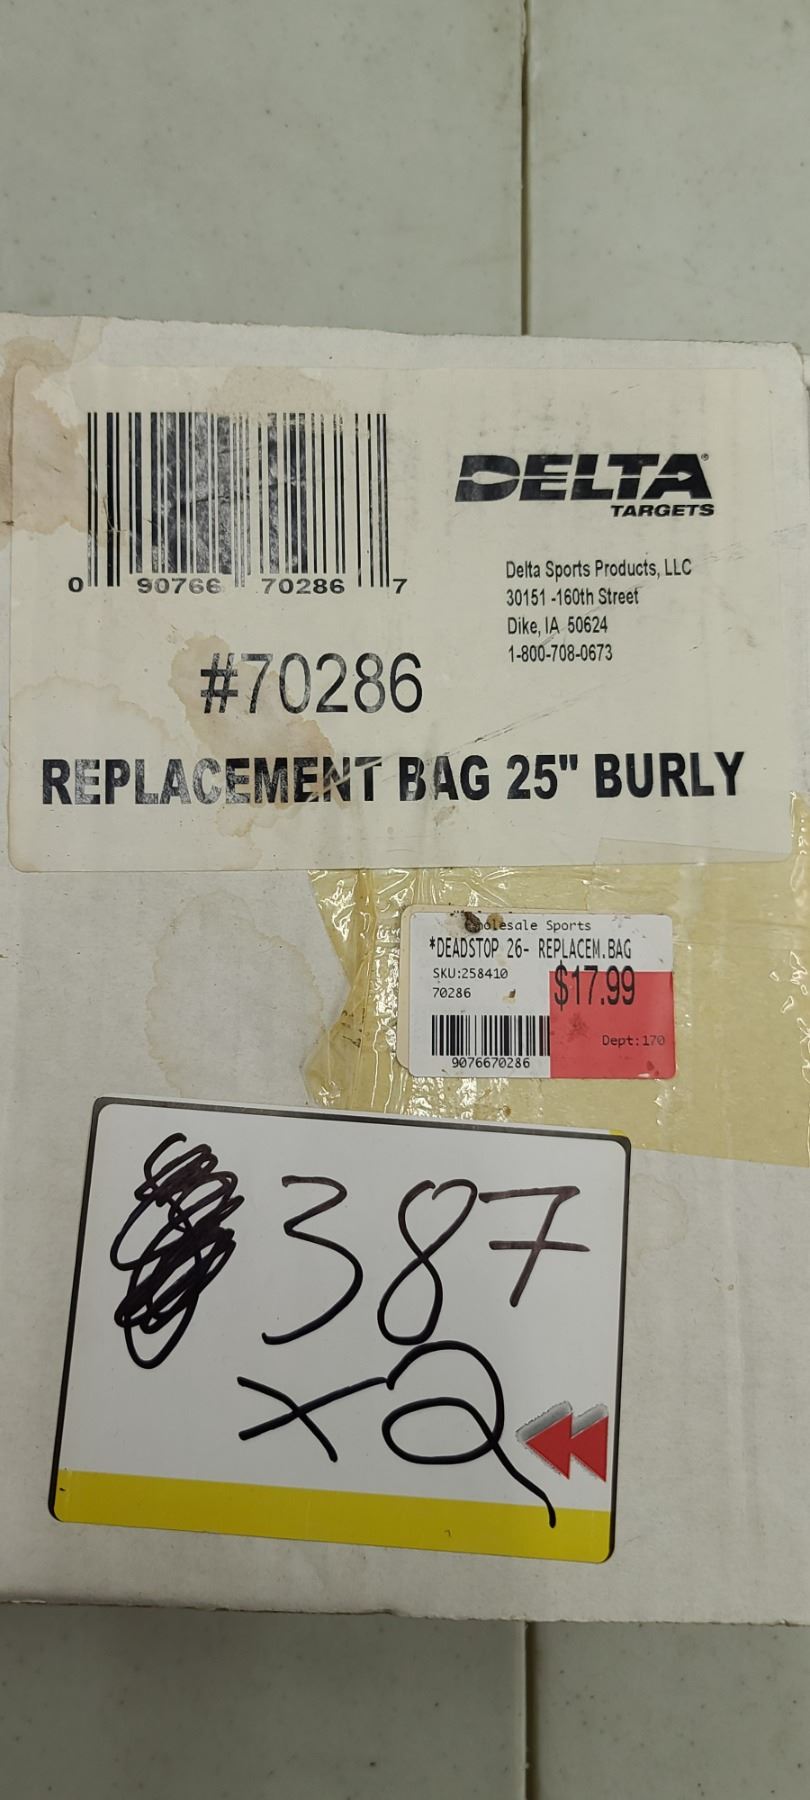 0 90766 70286 7
DELTA®
TARGETS
Delta Sports Products, LLC
30151 -160th Street
Dike, IA 50624
1-800-708-0673
#70286
REPLACEMENT BAG 25" BURLY
Wholesale Sports
*DEADSTOP 26- REPLACEM.BAG
SKU:258410
70286
$17.99
Dept:170
9076670286
387
x2